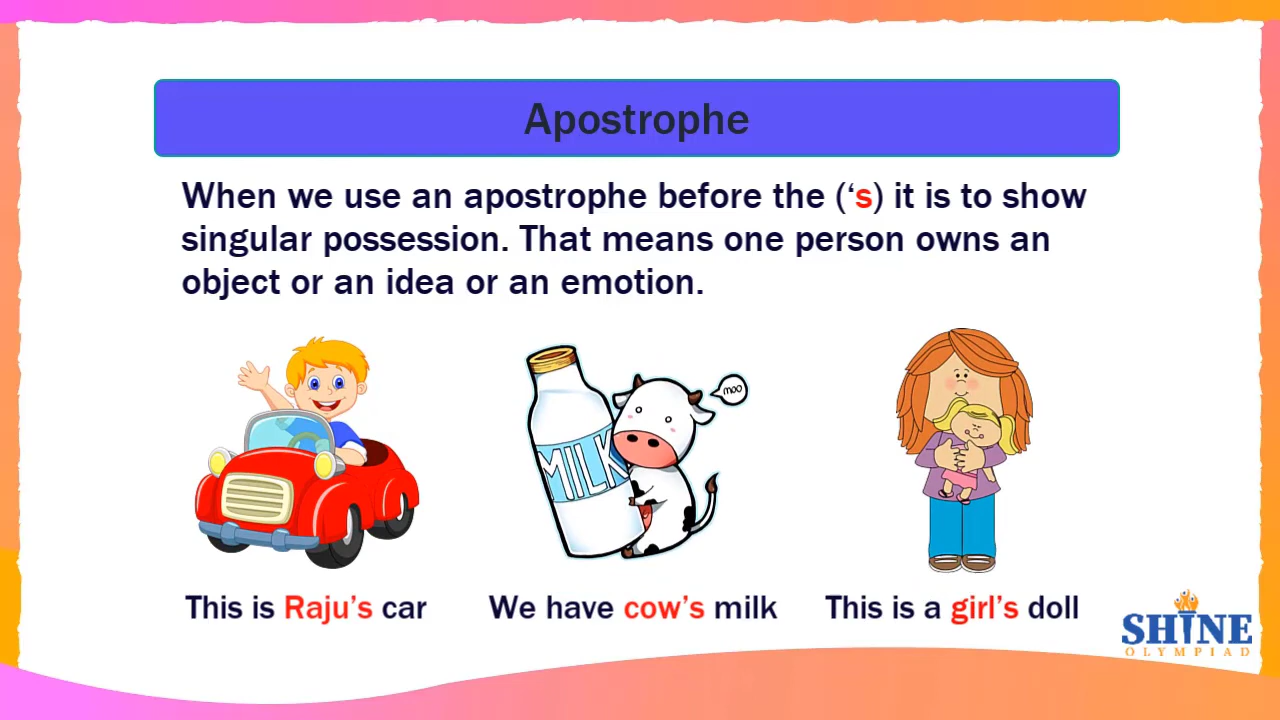 Apostrophe
When we use an apostrophe before the (‘s) it is to show
singular possession. That means one person owns an
object or an idea or an emotion.
moo
MILK
This is Raju’s car
We have cow’s milk
This is a girl’s doll
SHINE
OLYMPIAD